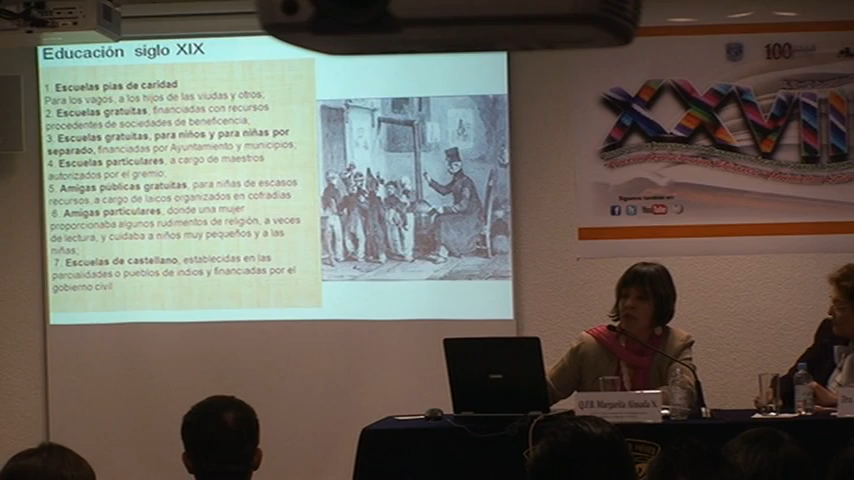 Educación siglo XIX
1. Escuelas pias de caridad
Para los vagos, a los hijos de las viudas y otros;
2. Escuelas gratuitas, financiadas con recursos
procedentes de sociedades de beneficencia;
3. Escuelas gratuitas, para niños y para niñas por
separado, financiadas por Ayuntamiento y municipios;
4. Escuelas particulares, a cargo de maestros
autorizados por el gremio;
5. Amigas públicas gratuitas, para niñas de escasos
recursos, a cargo de laicos organizados en cofradías
6. Amigas particulares, donde una mujer
proporcionaba algunos rudimentos de religión, a veces
de lectura, y cuidaba a niños muy pequeños y a las
niñas;
7. Escuelas de castellano, establecidas en las
parcialidades o pueblos de indios y financiadas por el
gobierno civil
100
XXVII
Síguenos también en:
YouTube
Q.F.B. Margarita
Dra